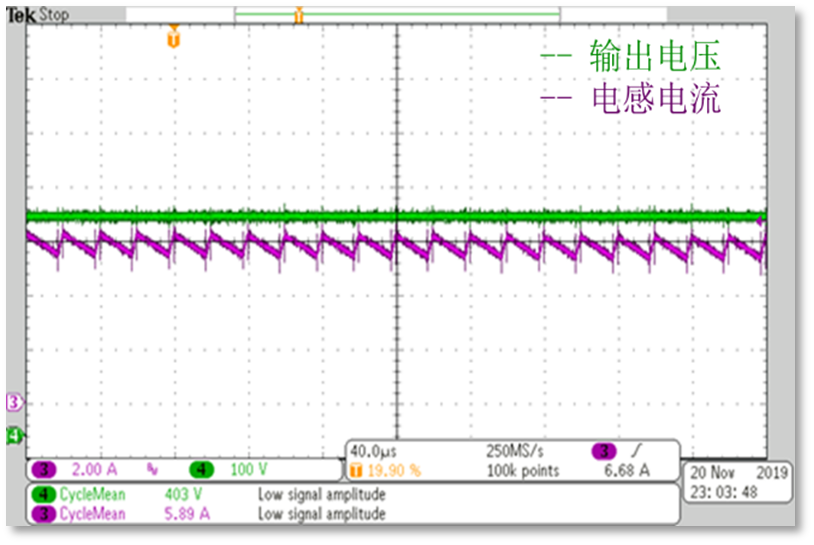 Tek Stop
T
T
-- 输出电压
-- 电感电流
3
4
3 2.00 A 4 100 V
40.0μs 250MS/s 3
T 19.90 % 100k points 6.68 A
20 Nov 2019
23:03:48
4 CycleMean 403 V Low signal amplitude
3 CycleMean 5.89 A Low signal amplitude